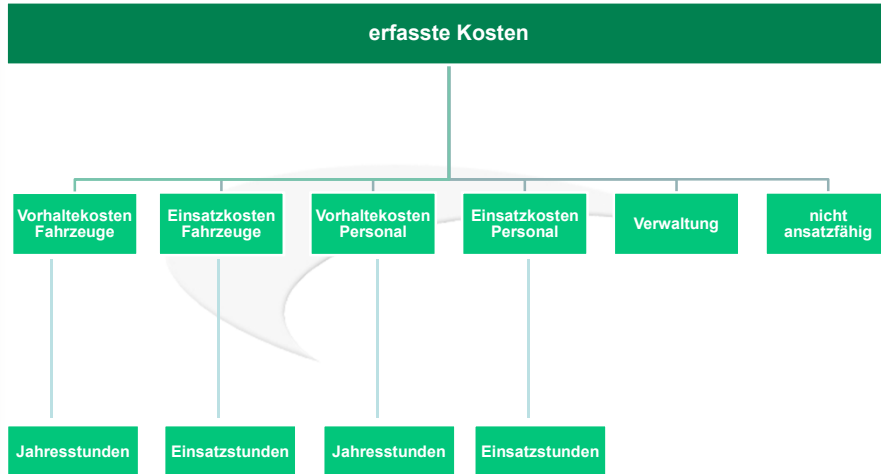 erfasste Kosten
Vorhaltekosten
Fahrzeuge
Einsatzkosten
Fahrzeuge
Vorhaltekosten
Personal
Einsatzkosten
Personal
Verwaltung
nicht
ansatzfähig
Jahresstunden
Einsatzstunden
Jahresstunden
Einsatzstunden